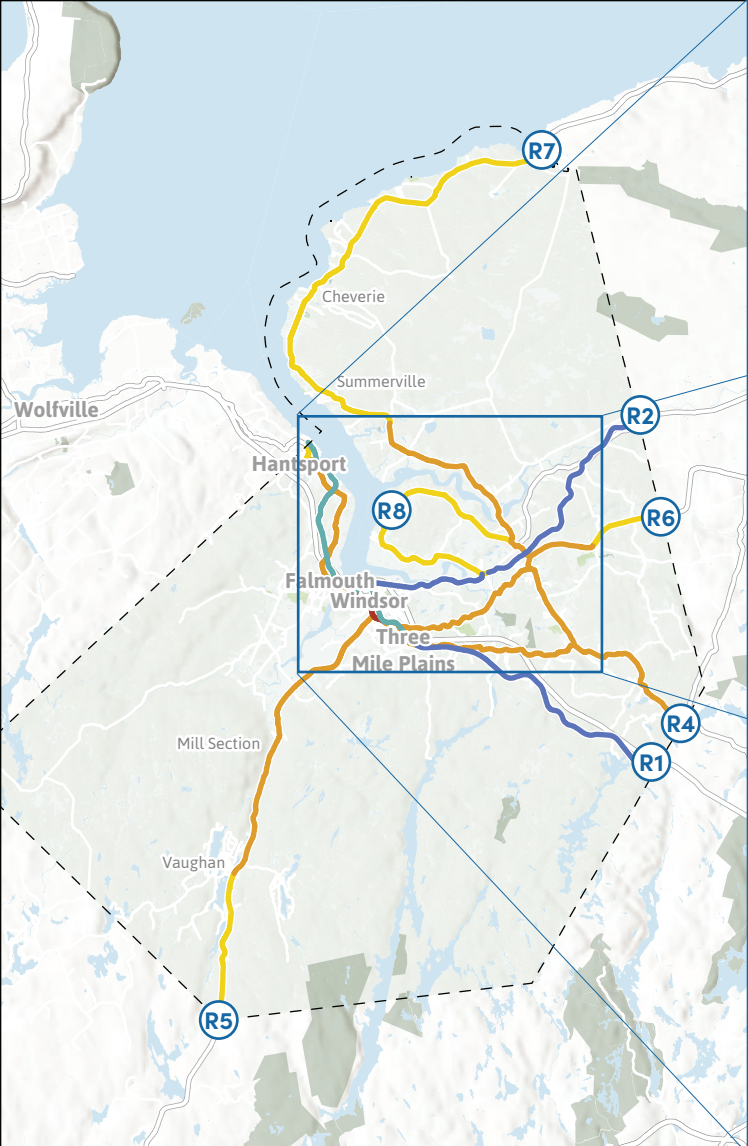 R7
Cheverie
Summerville
Wolfville
R2
Hantsport
R8
R6
Falmouth
Windsor
Three
Mile Plains
R4
Mill Section
R1
Vaughan
R5